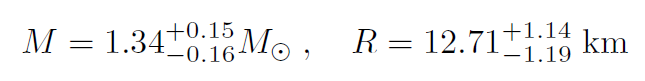 M = 1.34^{+0.15}_{-0.16} M_⊙ , R = 12.71^{+1.14}_{-1.19} km